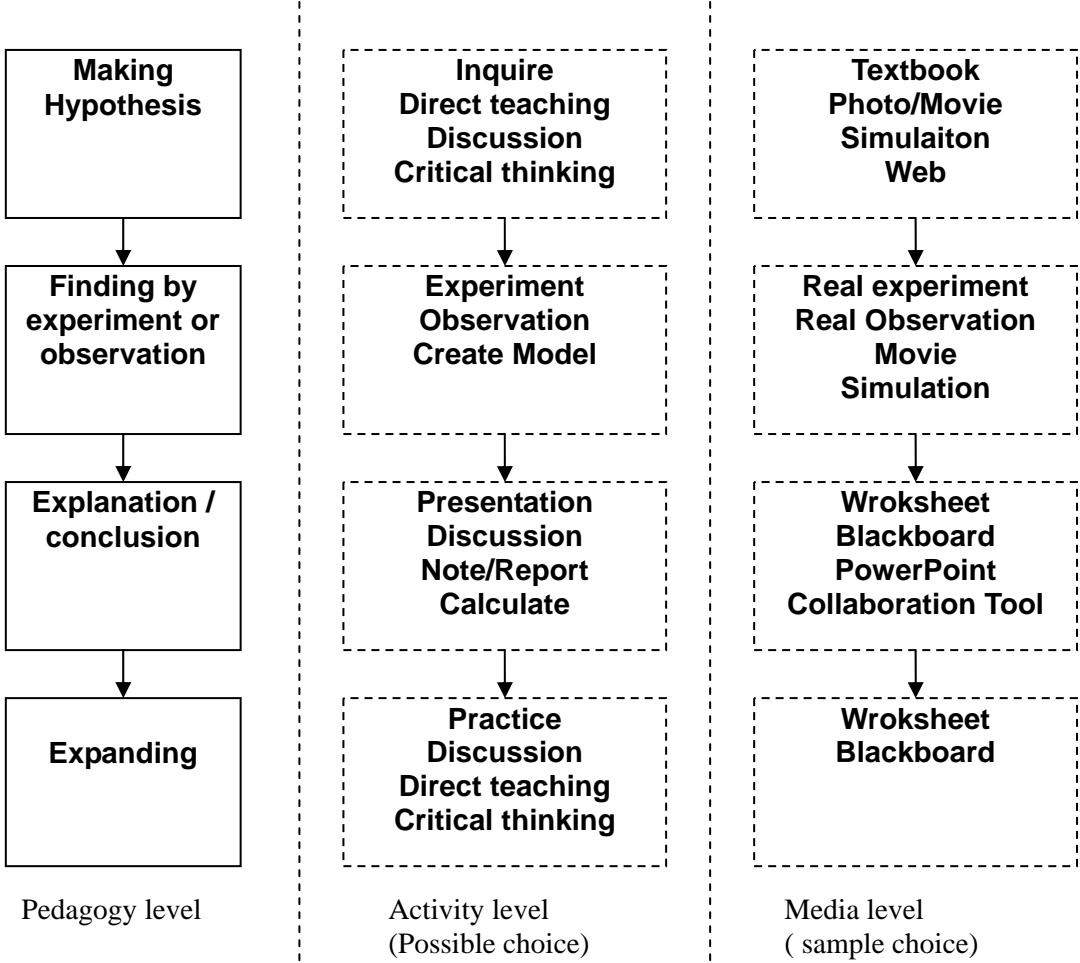 Making
Hypothesis
Inquire
Direct teaching
Discussion
Critical thinking
Textbook
Photo/Movie
Simulaiton
Web
Finding by
experiment or
observation
Experiment
Observation
Create Model
Real experiment
Real Observation
Movie
Simulation
Explanation /
conclusion
Presentation
Discussion
Note/Report
Calculate
Wroksheet
Blackboard
PowerPoint
Collaboration Tool
Expanding
Practice
Discussion
Direct teaching
Critical thinking
Wroksheet
Blackboard
Pedagogy level
Activity level
(Possible choice)
Media level
( sample choice)